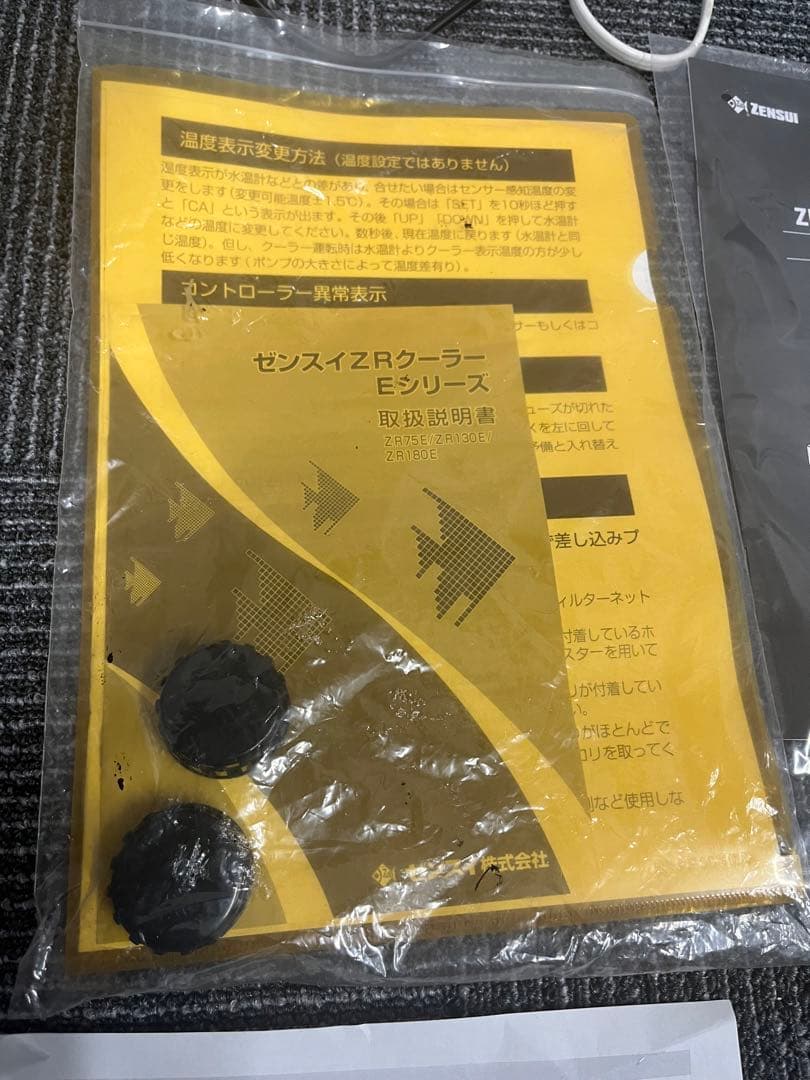 温度表示変更方法（温度設定ではありません）
温度表示が水温計などとの差があり、合せたい場合はセンサー感知温度の変
更をします（変更可能温度±1.5℃）。その場合は「SET」を10秒ほど押す
と「CA」という表示が出ます。その後「UP」「DOWN」を押して水温計
などの温度に変更してください。数秒後、現在温度に戻ります（水温計と同
じ温度）。但し、クーラー運転時は水温計よりクーラー表示温度の方が少し
低くなります（ポンプの大きさによって温度差有り）。
コントローラー異常表示
サーもしくはコ
ゼンスイZRクーラー
Eシリーズ
取扱説明書
ZR75E/ZR130E/
ZR180E
ューズが切れた
くを左に回して
予備と入れ替え
差し込みプ
ィルターネット
付着しているホ
スターを用いて
リが付着してい
い。
がほとんどで
コリを取ってく
など使用しな
ゼンスイ株式会社
ZENSUI